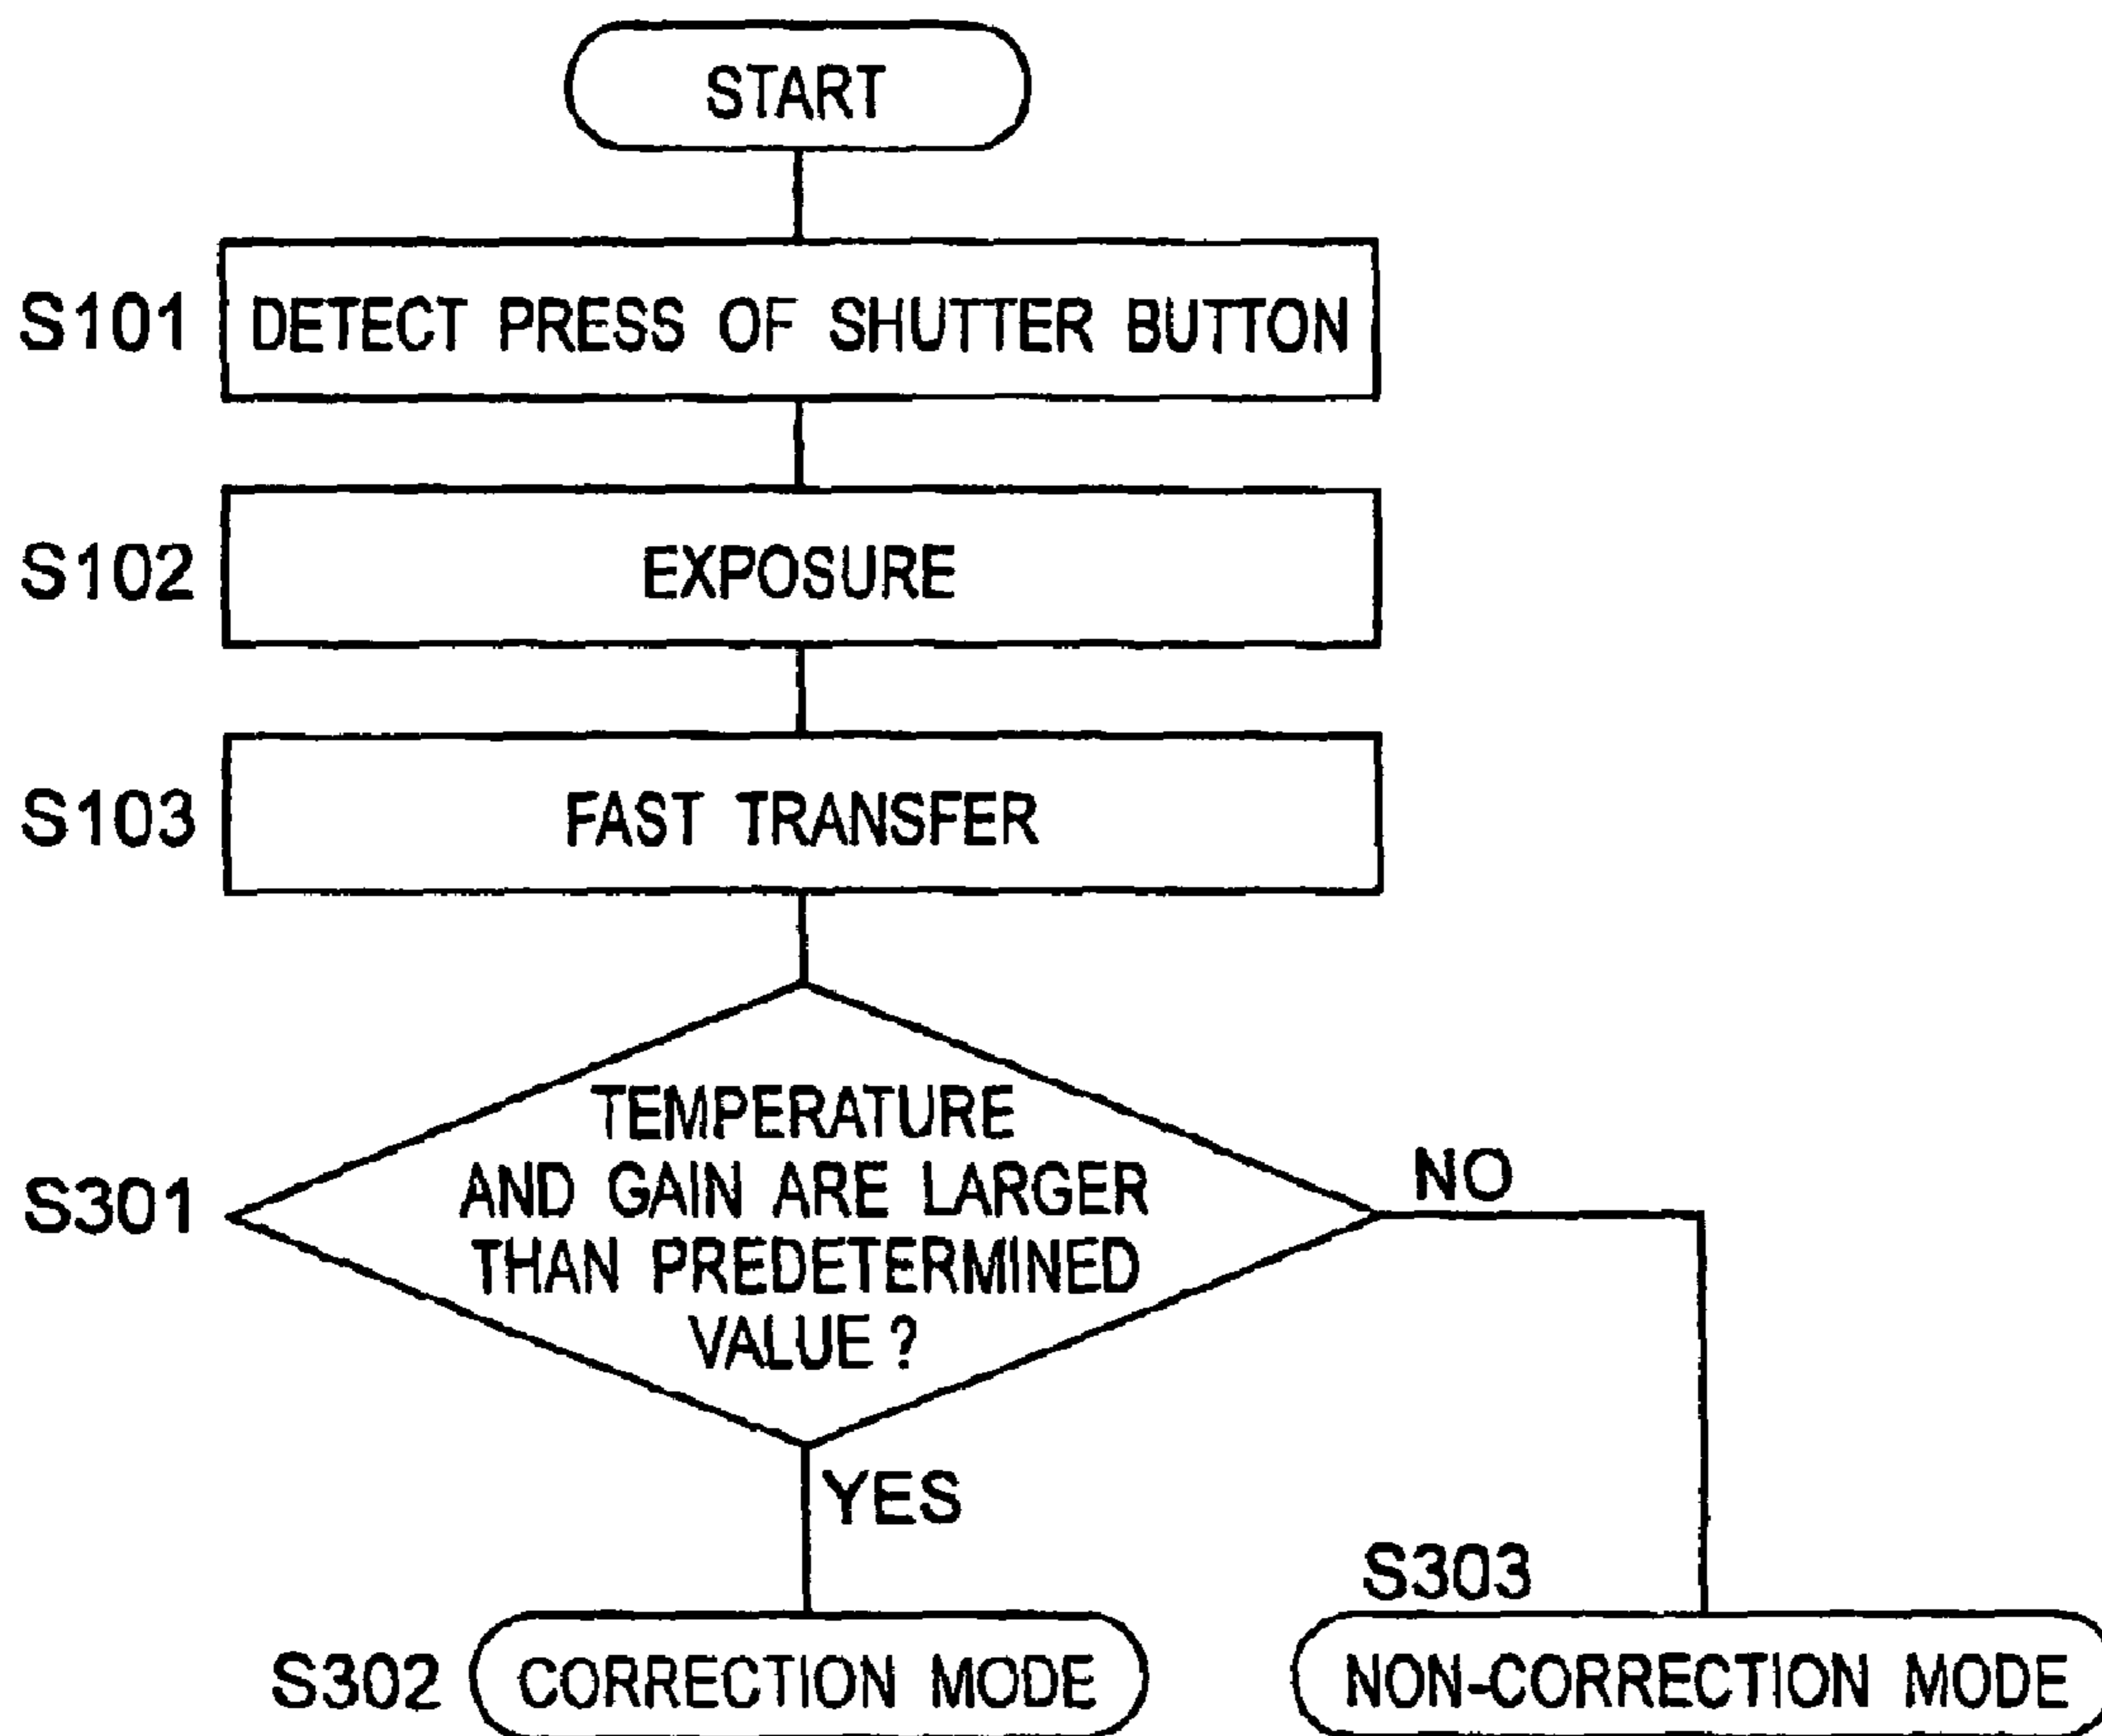 START
S101 DETECT PRESS OF SHUTTER BUTTON
S102 EXPOSURE
S103 FAST TRANSFER
TEMPERATURE
AND GAIN ARE LARGER
THAN PREDETERMINED
VALUE ?
S301
NO
YES
S302 CORRECTION MODE
S303
NON-CORRECTION MODE